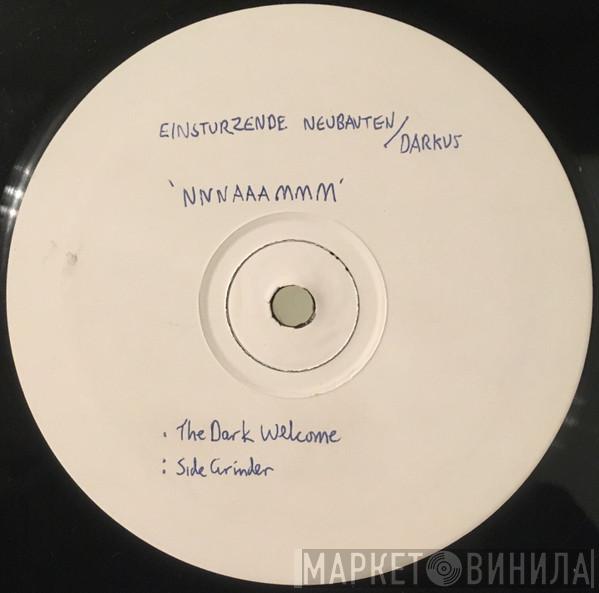 EINSTURZENDE NEUBAUTEN/DARKUS
'NNNAAAMMM'
. The Dark Welcome
: Side Grinder
МАРКЕТ ВИНИЛА